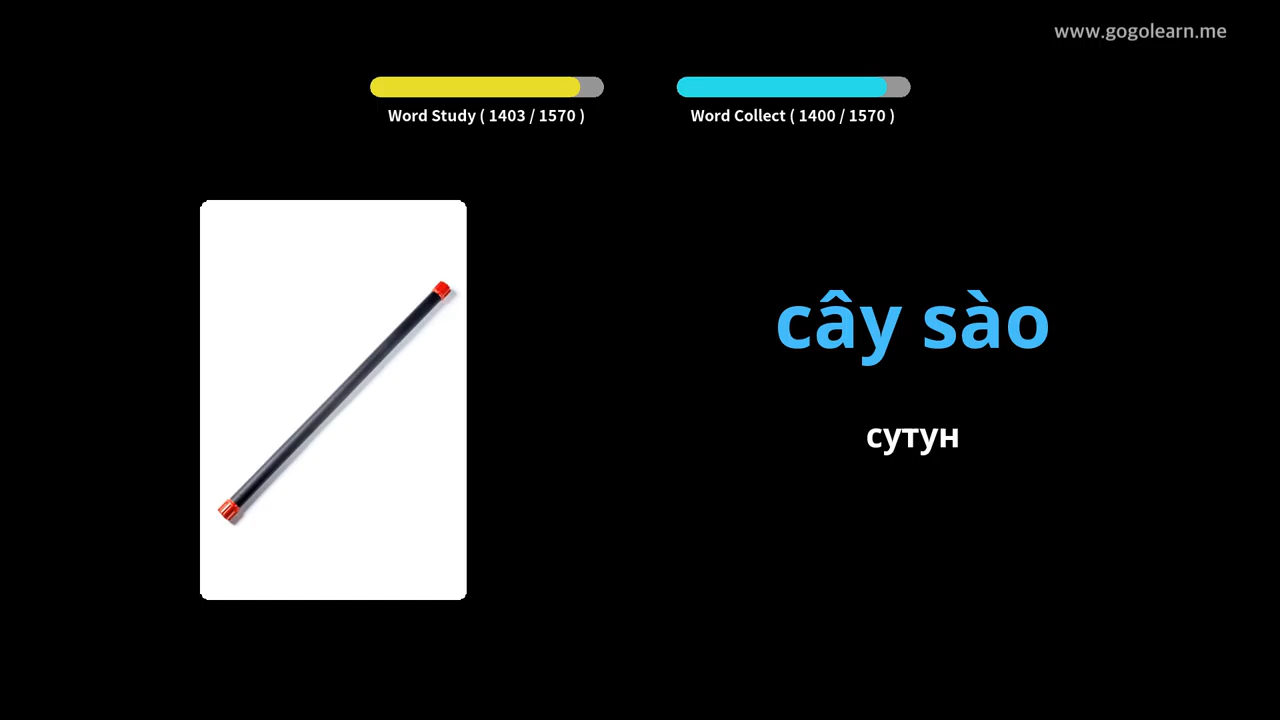 www.gogolearn.me
Word Study ( 1403 / 1570 )
Word Collect ( 1400 / 1570 )
cây sào
сутун